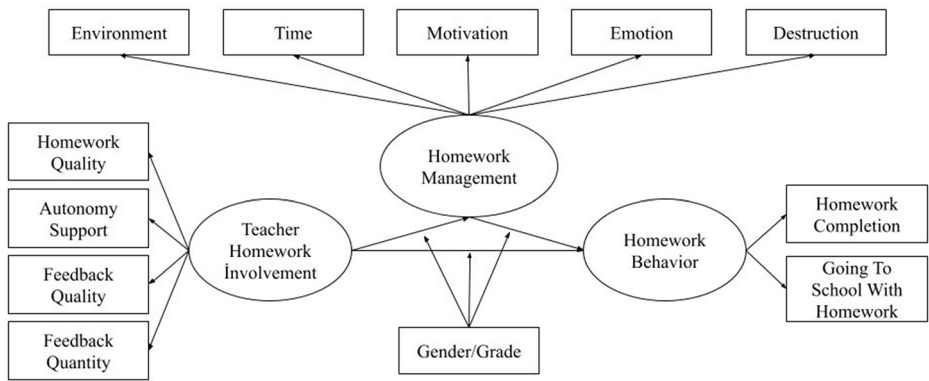 Environment
Time
Motivation
Emotion
Destruction
Homework
Quality
Autonomy
Support
Feedback
Quality
Feedback
Quantity
Teacher
Homework
İnvolvement
Homework
Management
Homework
Behavior
Homework
Completion
Going To
School With
Homework
Gender/Grade